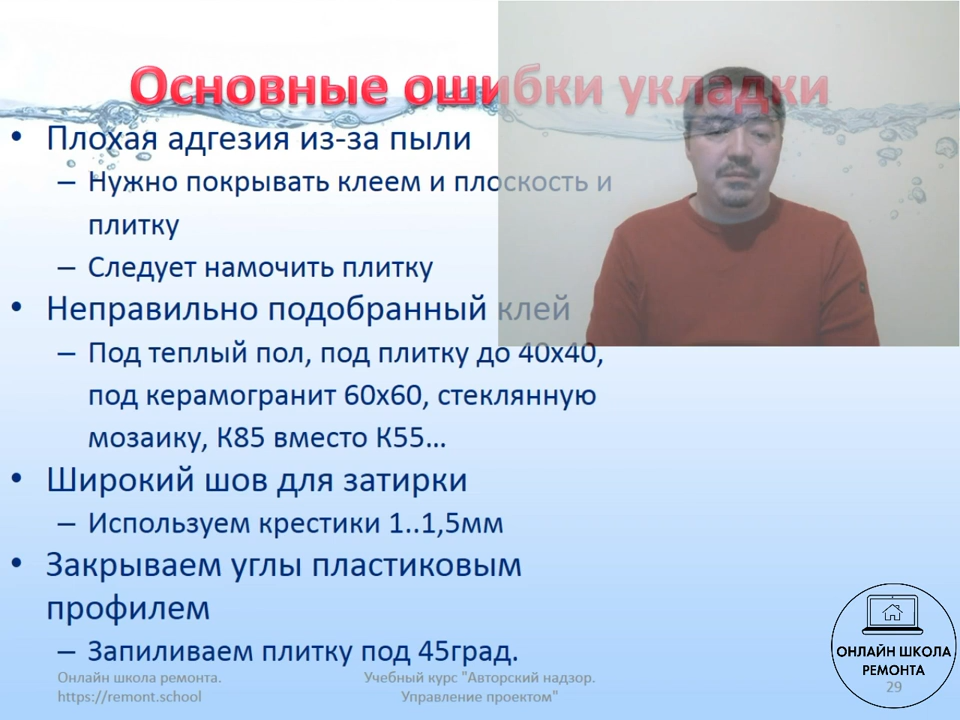 Основные ошибки укладки
• Плохая адгезия из-за пыли
– Нужно покрывать клеем и плоскость и
плитку
– Следует намочить плитку
• Неправильно подобранный клей
– Под теплый пол, под плитку до 40х40,
под керамогранит 60х60, стеклянную
мозаику, К85 вместо К55...
• Широкий шов для затирки
– Используем крестики 1..1,5мм
• Закрываем углы пластиковым
профилем
– Запиливаем плитку под 45град.
Онлайн школа ремонта.
https://remont.school
Учебный курс "Авторский надзор.
Управление проектом"
ОНЛАЙН ШКОЛА
РЕМОНТА
29